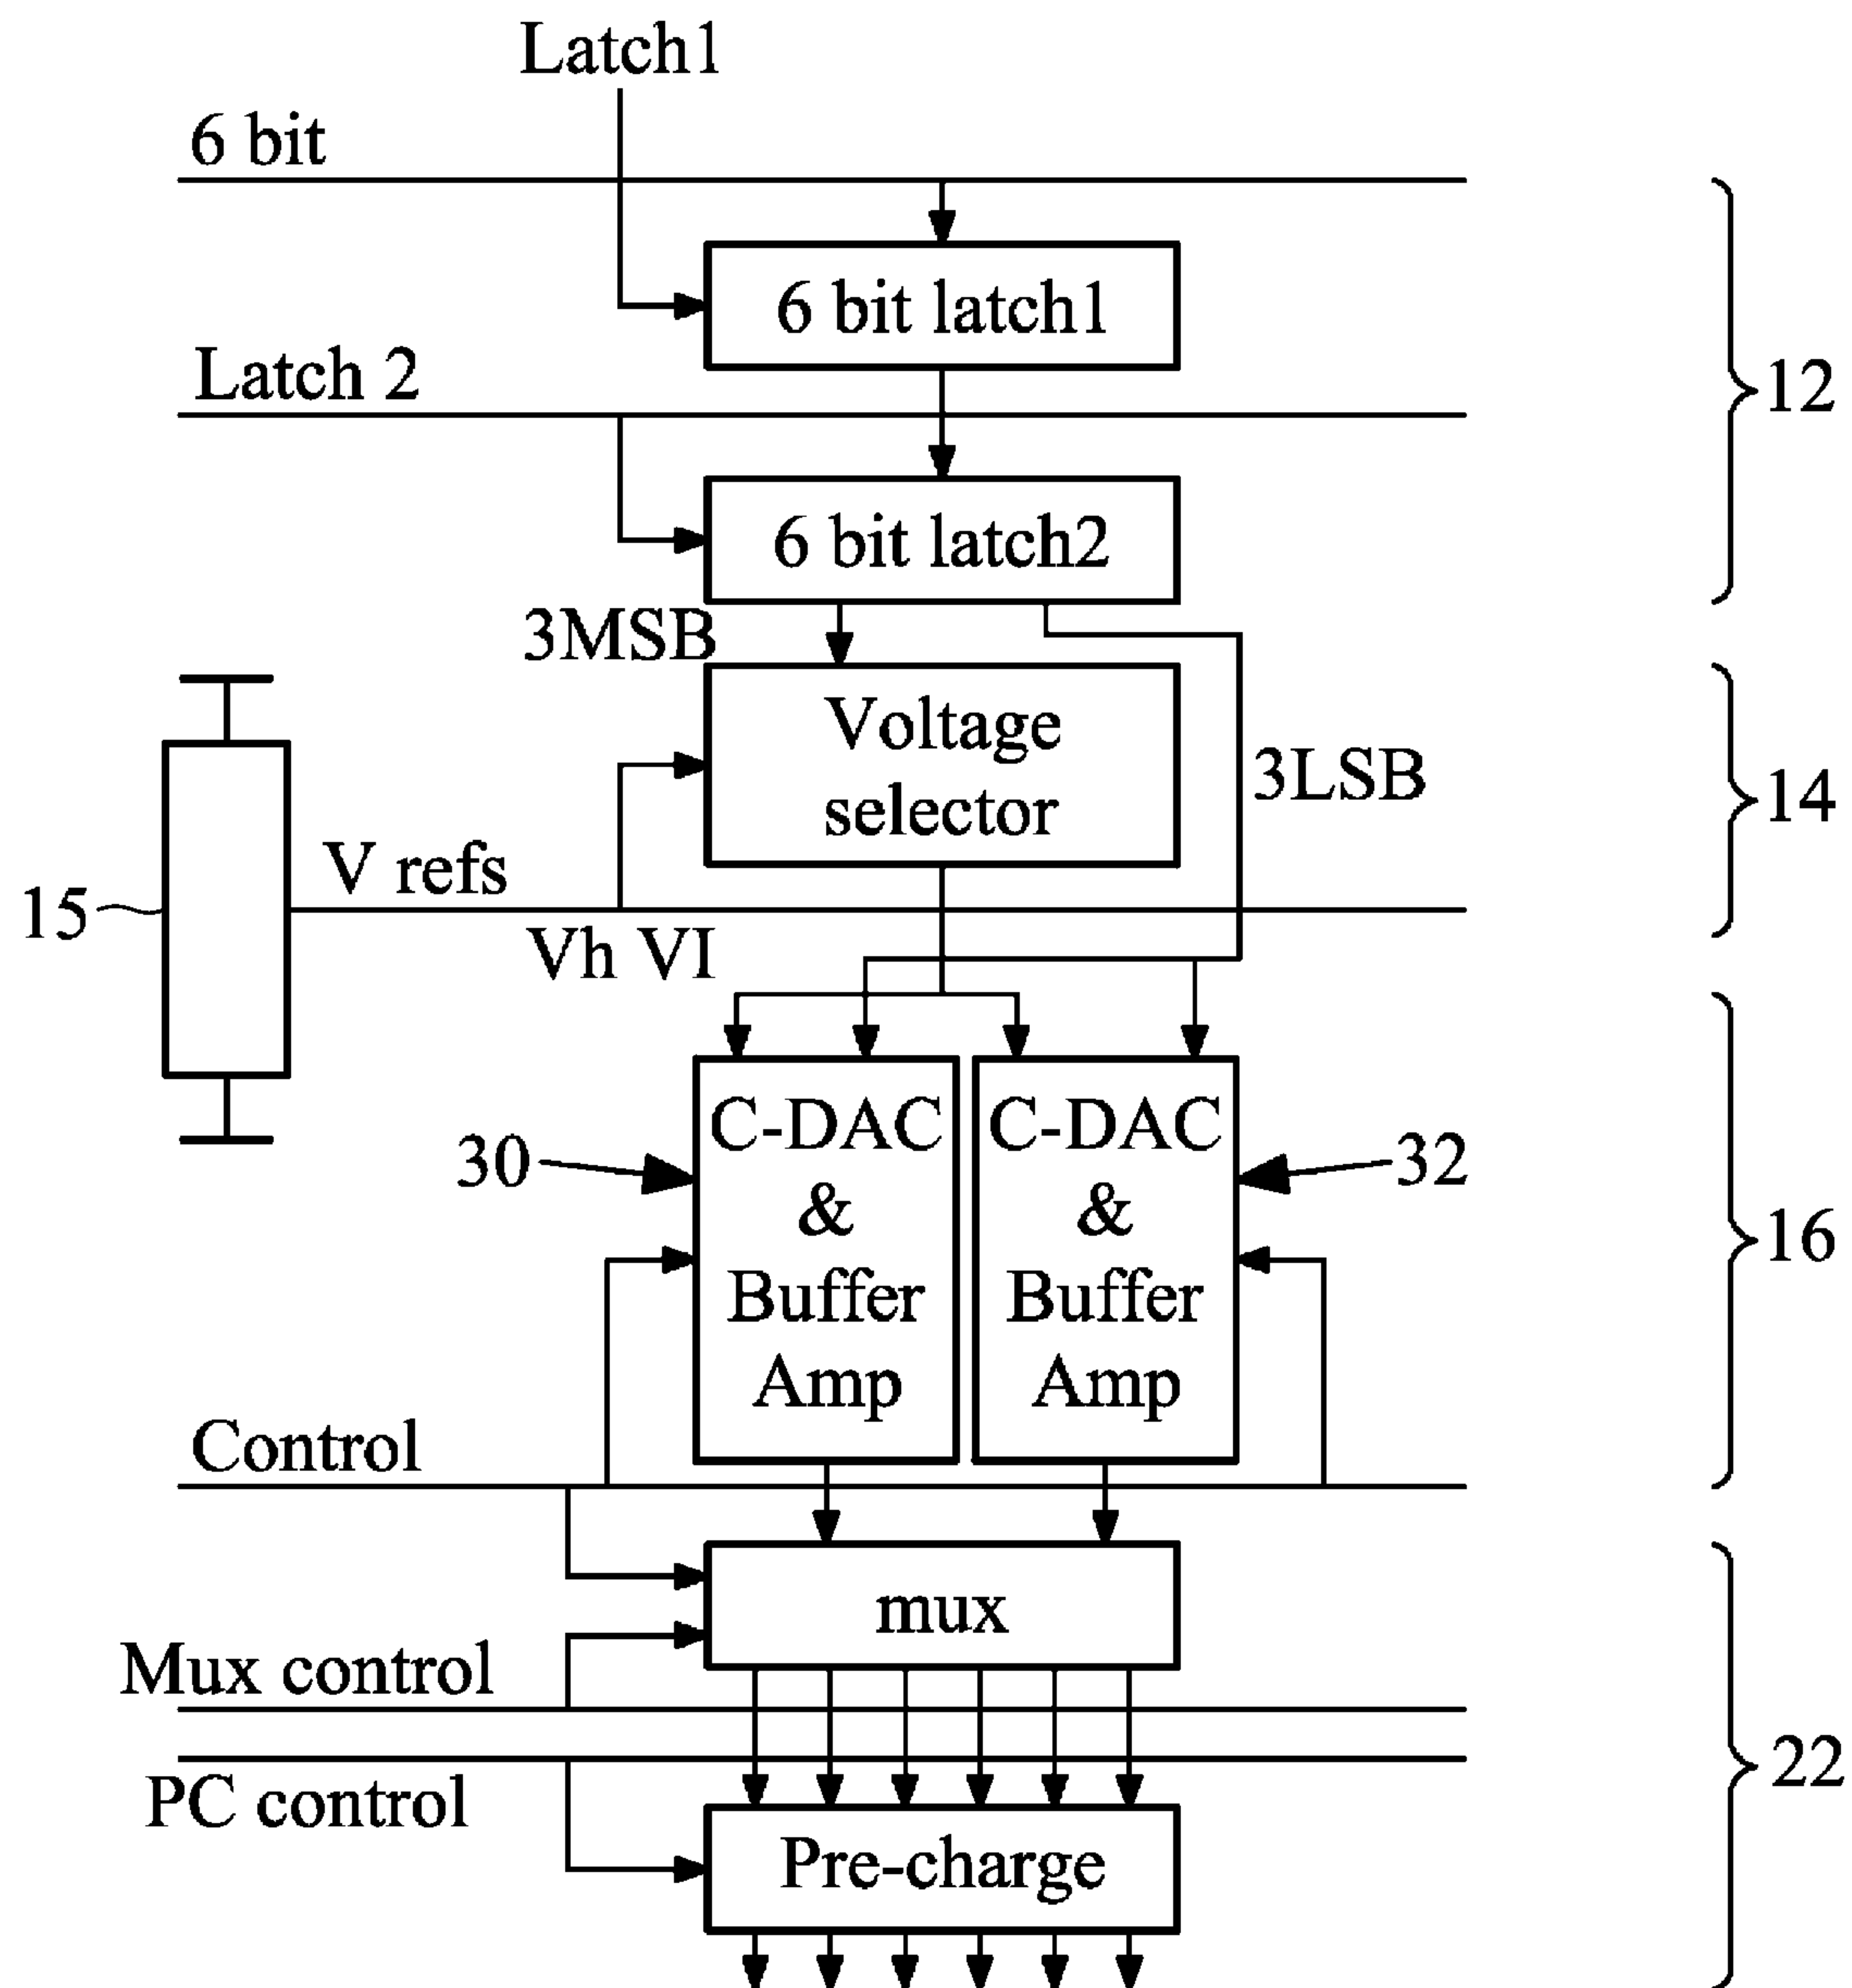 Latch1
6 bit
6 bit latch1
Latch 2
12
6 bit latch2
3MSB
Voltage
selector
3LSB
14
V refs
15
Vh VI
C-DAC
&
Buffer
Amp
C-DAC
&
Buffer
Amp
30
32
16
Control
mux
Mux control
PC control
22
Pre-charge